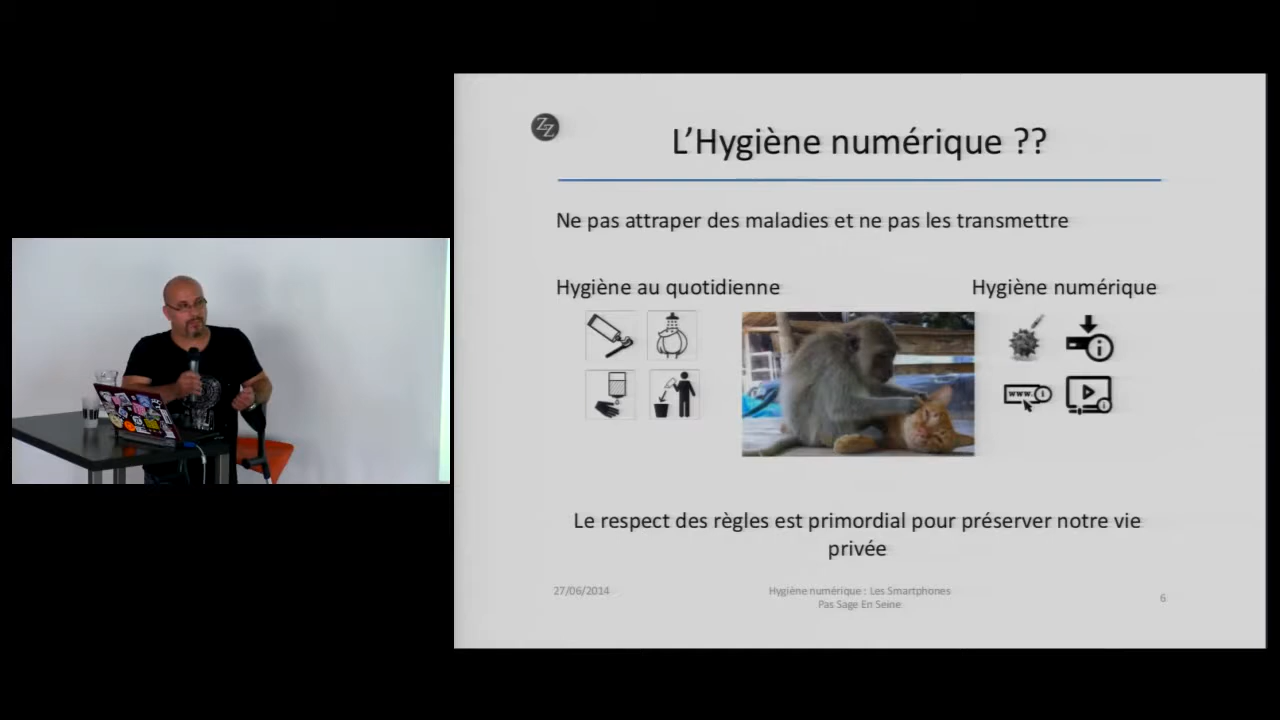 ZZ
L’Hygiène numérique ??
Ne pas attraper des maladies et ne pas les transmettre
Hygiène au quotidienne
Hygiène numérique
www.
Le respect des règles est primordial pour préserver notre vie
privée
27/06/2014
Hygiène numérique : Les Smartphones
Pas Sage En Seine
6